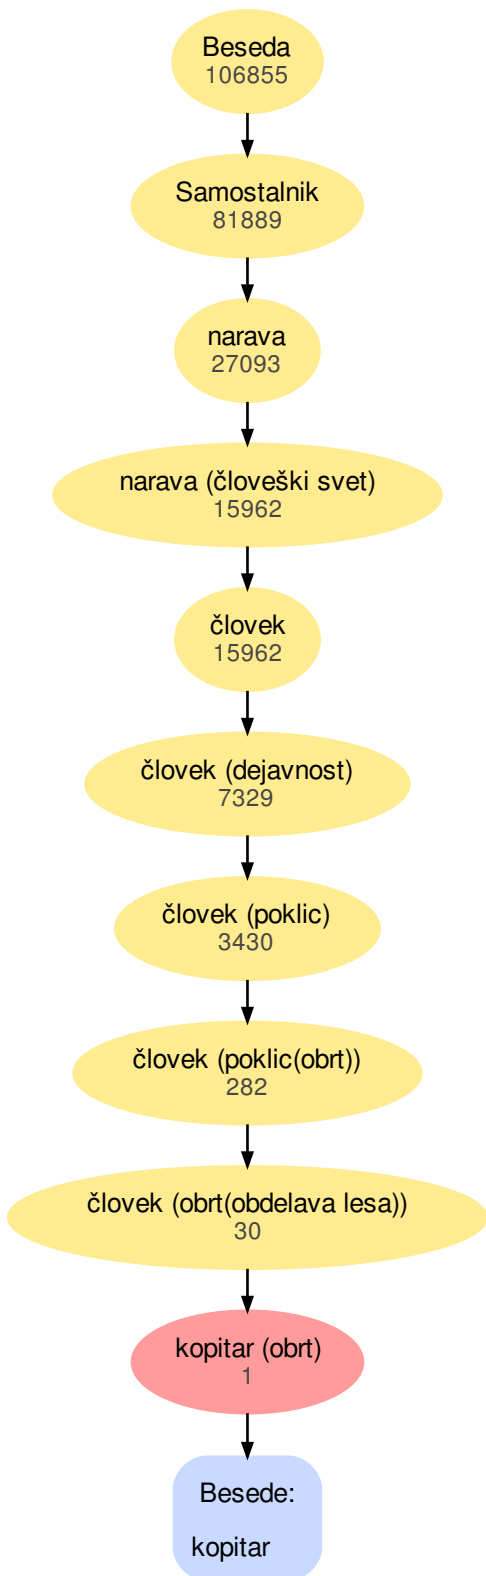 Beseda
106855
Samostalnik
81889
narava
27093
narava (človeški svet)
15962
človek
15962
človek (dejavnost)
7329
človek (poklic)
3430
človek (poklic(obrt))
282
človek (obrt(obdelava lesa))
30
kopitar (obrt)
1
Besede:
kopitar